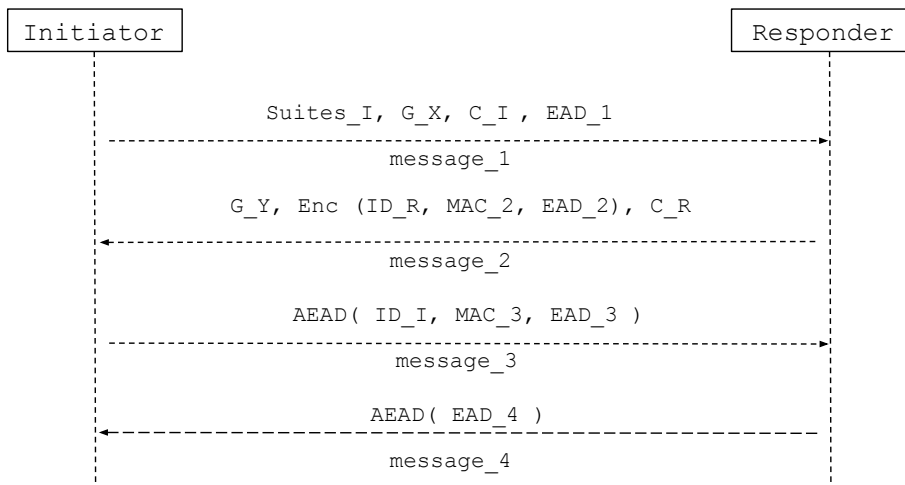 Initiator Responder
Suites_I, G_X, C_I , EAD_1
message_1
G_Y, Enc (ID_R, MAC_2, EAD_2), C_R
message_2
AEAD( ID_I, MAC_3, EAD_3 )
message_3
AEAD( EAD_4 )
message_4